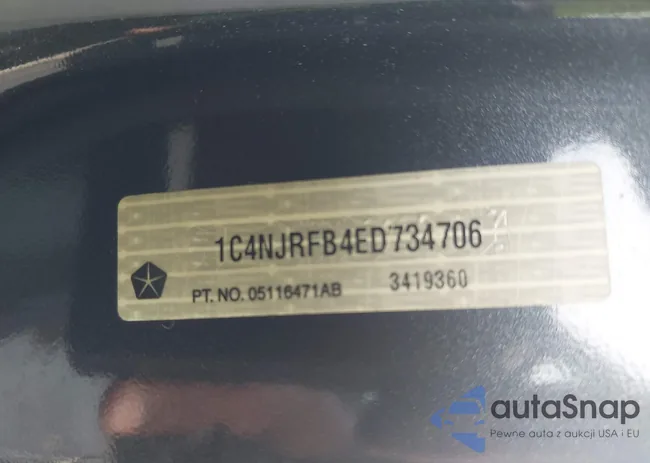 1C4NJRFB4ED734706
PT. NO. 05116471AB 3419360
autaSnap
Pewne auta z aukcji USA i EU